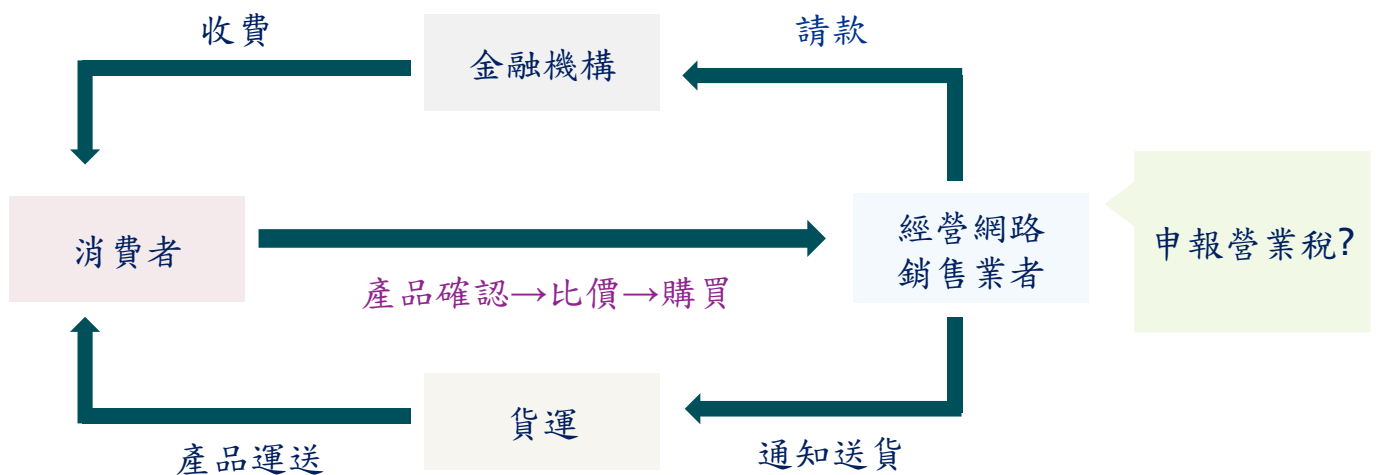 收費
金融機構
請款
消費者
產品確認→比價→購買
經營網路
銷售業者
申報營業稅?
貨運
產品運送
通知送貨